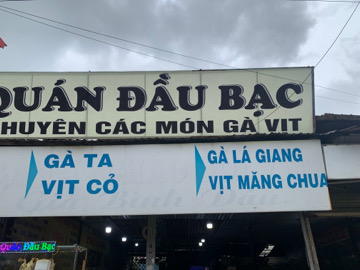 QUÁN ĐẦU BẠC
HUYÊN CÁC MÓN GÀ VỊT
GÀ TA
VỊT CỎ
GÀ LÁ GIANG
VỊT MĂNG CHUA
Quán Đầu Bạc